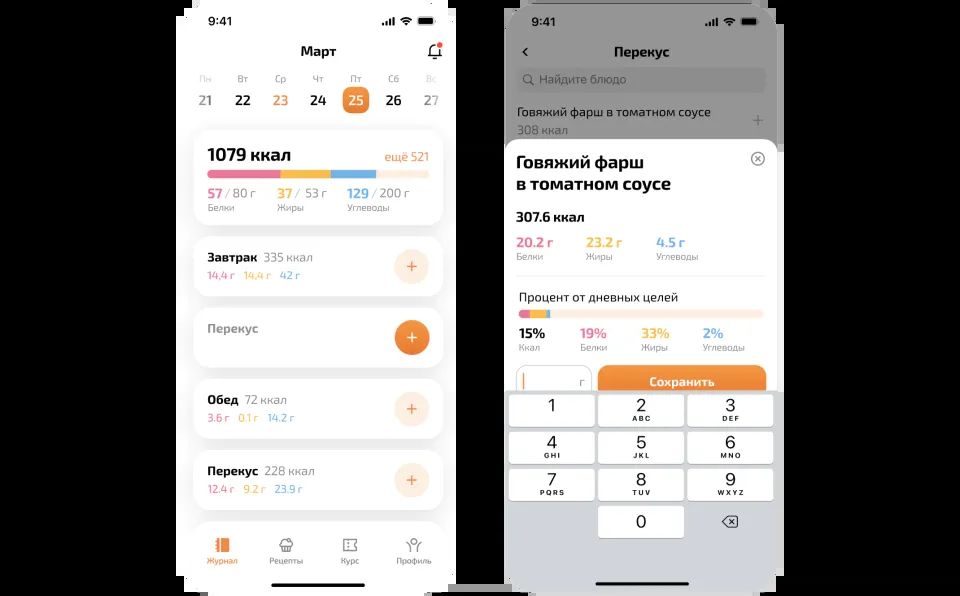 9:41
Март
Пн Вт Ср Чт Пт Сб Вс
21 22 23 24 25 26 27
1079 ккал ещё 521
57 / 80 г 37 / 53 г 129 / 200 г
Белки Жиры Углеводы
Завтрак 335 ккал
14,4 г 14,4 г 42 г
+
Перекус
+
Обед 72 ккал
3.6 г 0.1 г 14.2 г
+
Перекус 228 ккал
12.4 г 9.2 г 23.9 г
+
Журнал Рецепты Курс Профиль
9:41
Перекус
Найдите блюдо
Говяжий фарш в томатном соусе
308 ккал
+
Говяжий фарш
в томатном соусе
307.6 ккал
20.2 г 23.2 г 4.5 г
Белки Жиры Углеводы
Процент от дневных целей
15% 19% 33% 2%
Ккал Белки Жиры Углеводы
г Сохранить
1 2 3
ABC DEF
4 5 6
GHI JKL MNO
7 8 9
PQRS TUV WXYZ
0